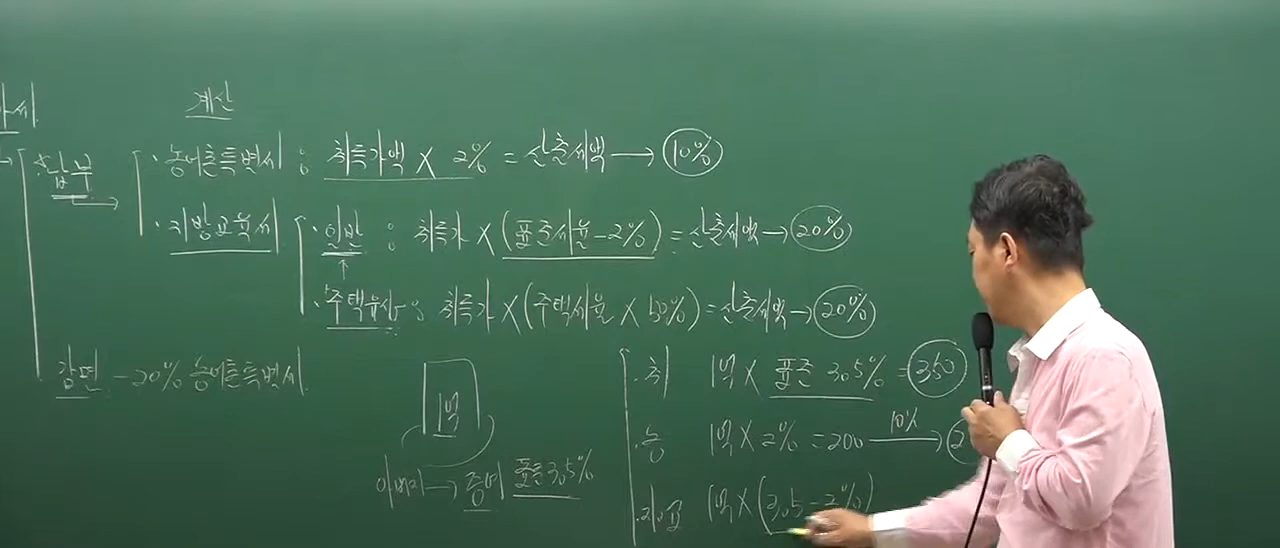 계산
납부
· 농어촌특별세 : 취득가액 × 2% = 산출세액 → 10%
· 지방교육세
· 일반 : 취득가 × (표준세율 - 2%) = 산출세액 → 20%
↑
· 주택유상 : 취득가 × (주택세율 × 50%) = 산출세액 → 20%
감면 - 20% 농어촌특별세
1억
아버지 → 증여 표준 3.5%
· 취 1억 × 표준 3.5% = 350
· 농 1억 × 2% = 200 10% → 2
· 지교 1억 × (3.5 - 2%)